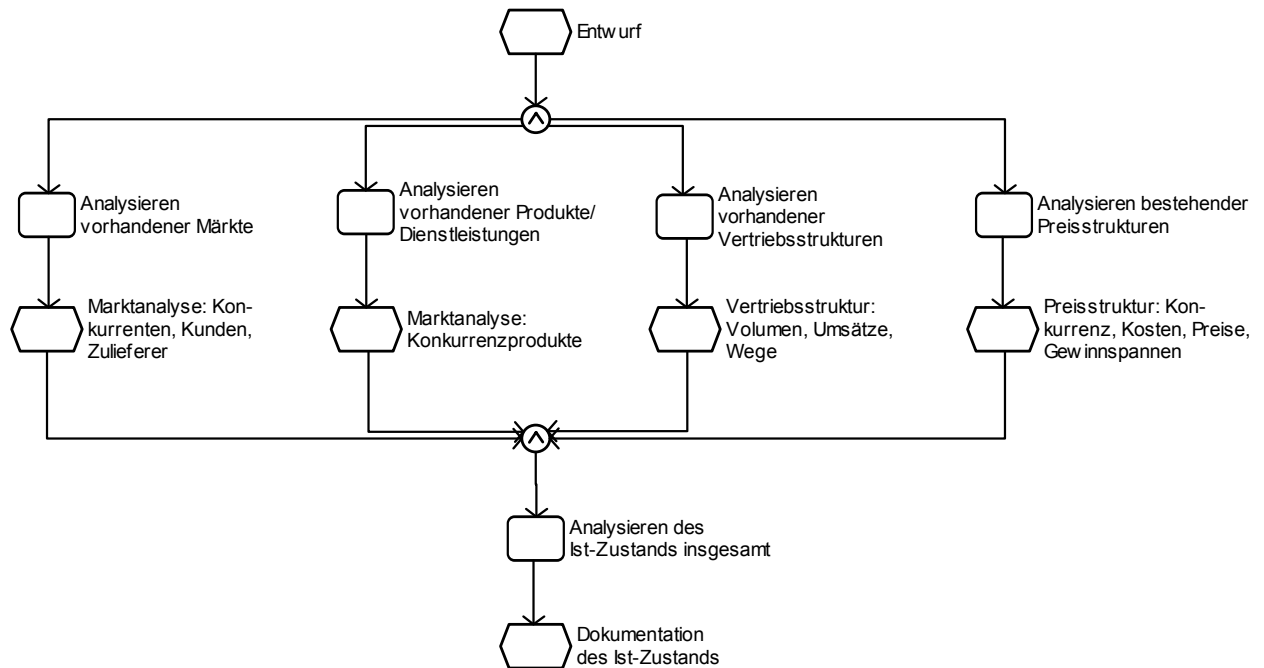 Entwurf
Analysieren
vorhandener Märkte
Analysieren
vorhandener Produkte/
Dienstleistungen
Analysieren
vorhandener
Vertriebsstrukturen
Analysieren bestehender
Preisstrukturen
Marktanalyse: Kon-
kurrenten, Kunden,
Zulieferer
Marktanalyse:
Konkurrenzprodukte
Vertriebsstruktur:
Volumen, Umsätze,
Wege
Preisstruktur: Kon-
kurrenz, Kosten, Preise,
Gewinnspannen
Analysieren des
Ist-Zustands insgesamt
Dokumentation
des Ist-Zustands